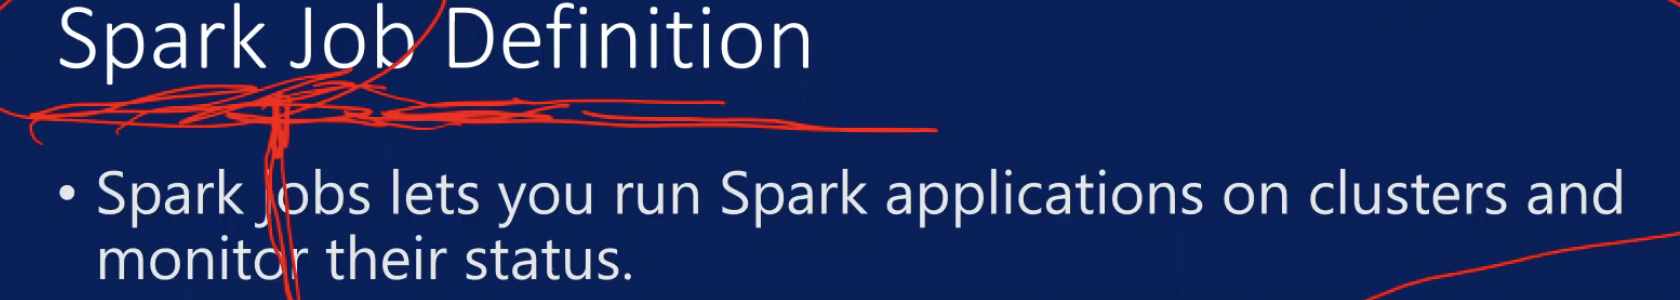 Spark Job Definition
• Spark jobs lets you run Spark applications on clusters and
monitor their status.